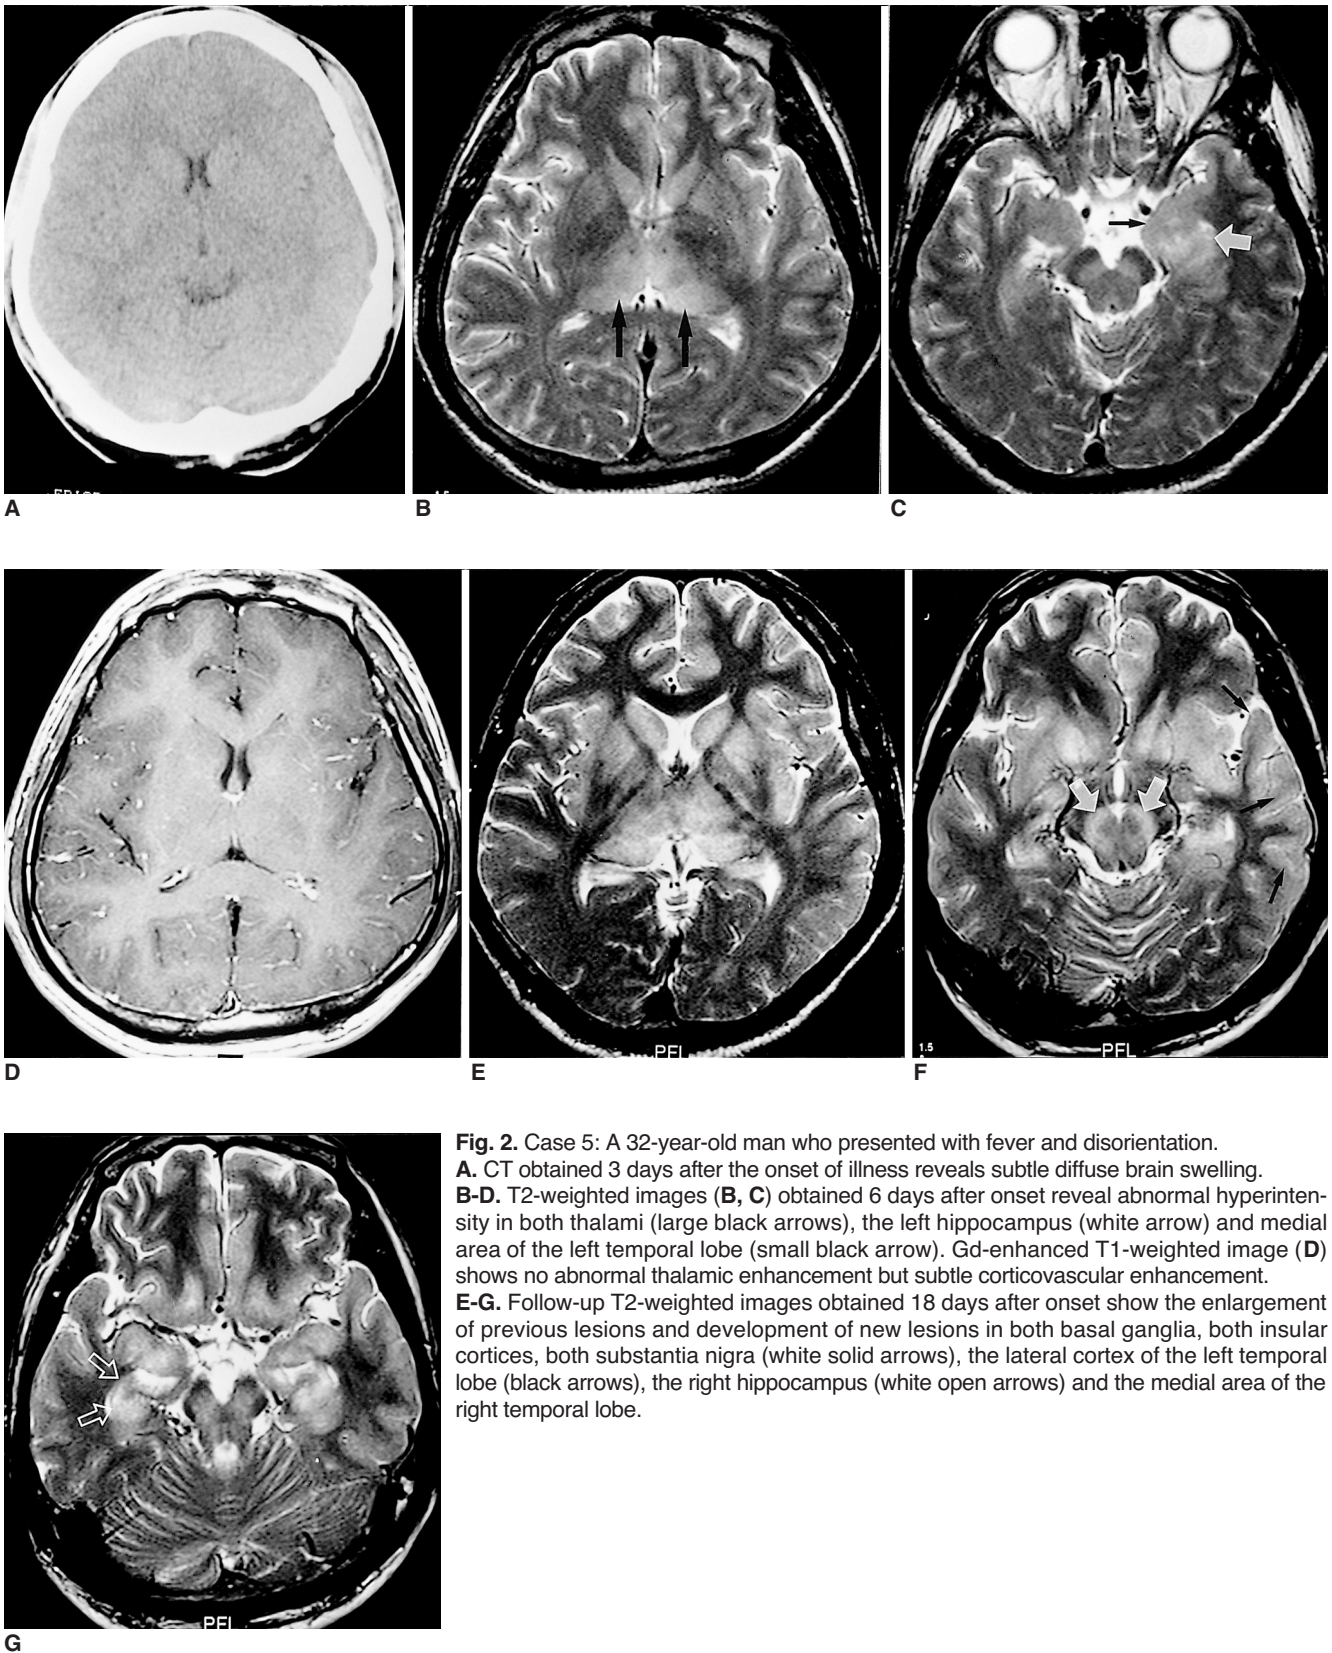 A
B
C
D
PFL
E
1.5
PFL
F
PFL
G
Fig. 2. Case 5: A 32-year-old man who presented with fever and disorientation.
A. CT obtained 3 days after the onset of illness reveals subtle diffuse brain swelling.
B-D. T2-weighted images (B, C) obtained 6 days after onset reveal abnormal hyperinten-
sity in both thalami (large black arrows), the left hippocampus (white arrow) and medial
area of the left temporal lobe (small black arrow). Gd-enhanced T1-weighted image (D)
shows no abnormal thalamic enhancement but subtle corticovascular enhancement.
E-G. Follow-up T2-weighted images obtained 18 days after onset show the enlargement
of previous lesions and development of new lesions in both basal ganglia, both insular
cortices, both substantia nigra (white solid arrows), the lateral cortex of the left temporal
lobe (black arrows), the right hippocampus (white open arrows) and the medial area of the
right temporal lobe.